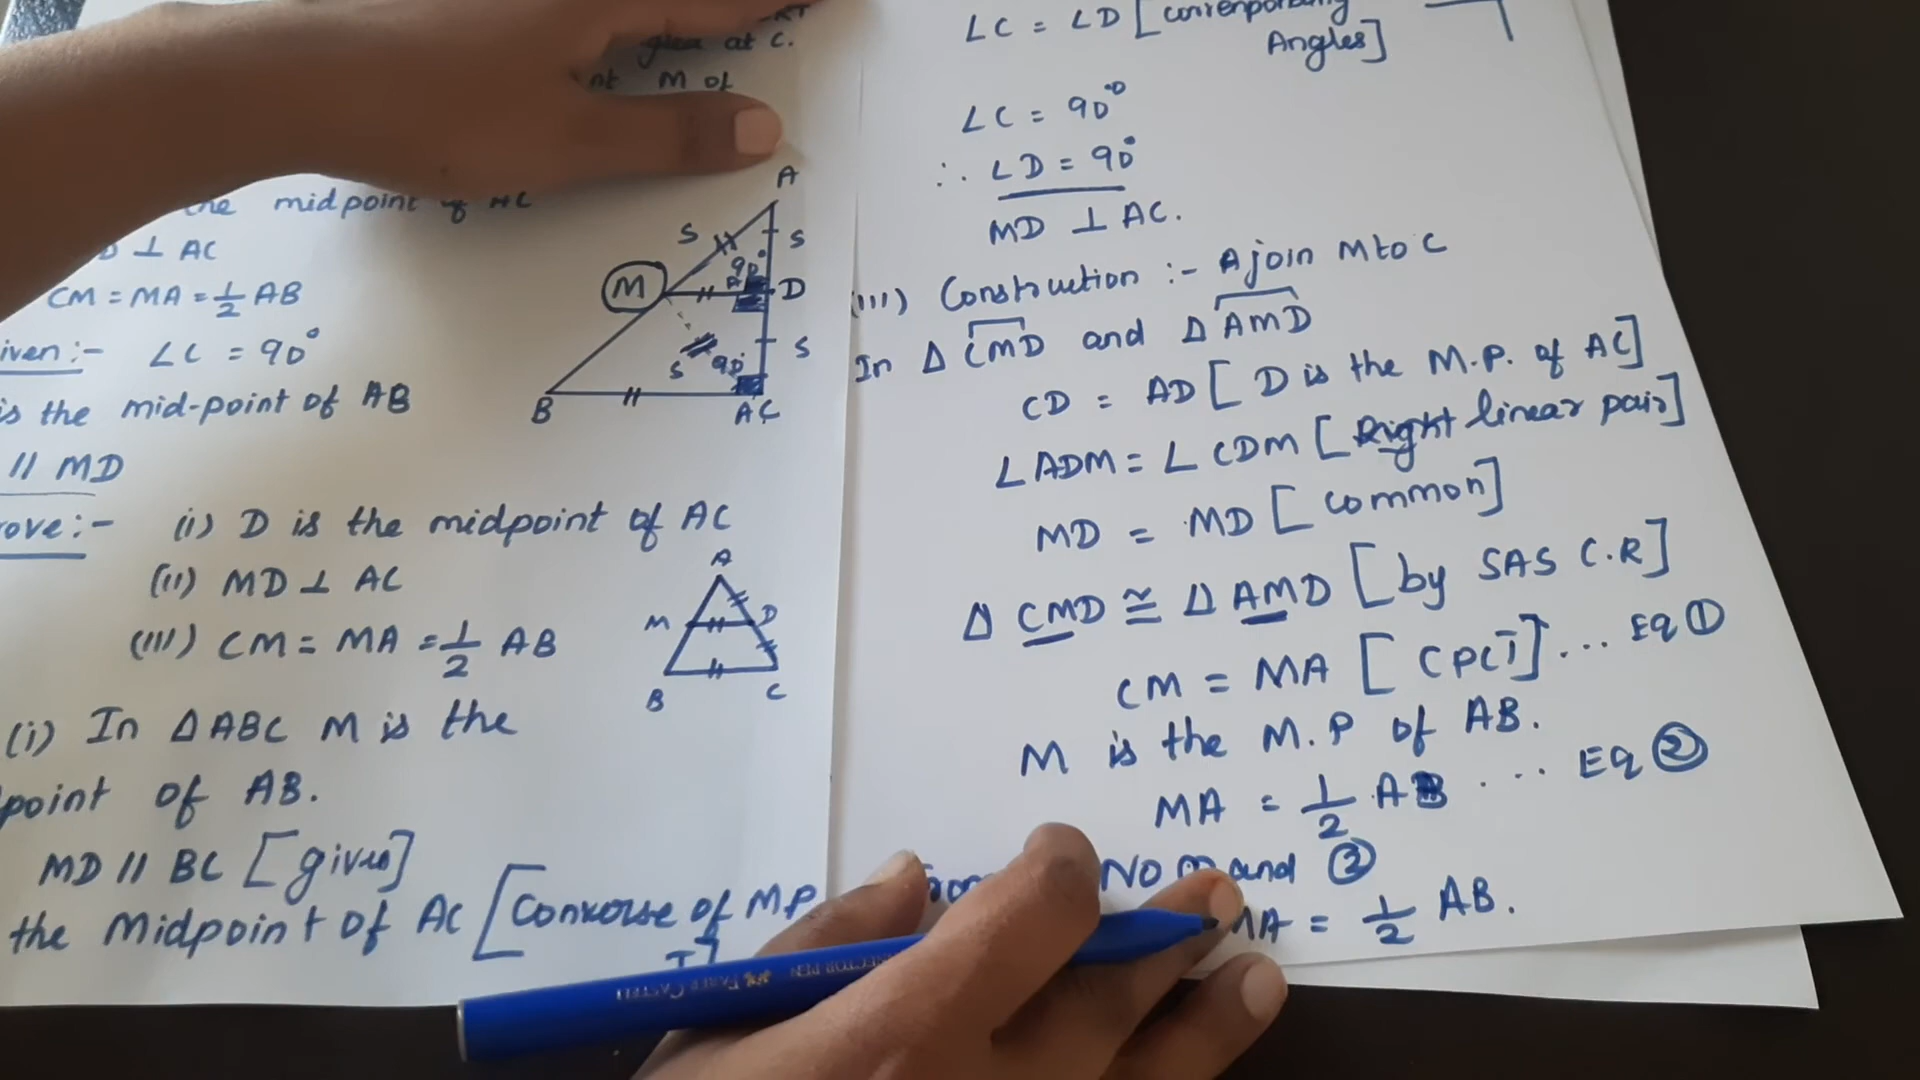 at C.
M of
the midpoint of AC
⊥ AC
CM = MA = 1/2 AB
iven :- ∠C = 90°
is the mid-point of AB
// MD
rove :- (i) D is the midpoint of AC
(ii) MD ⊥ AC
(iii) CM = MA = 1/2 AB
(i) In Δ ABC M is the
point of AB.
MD // BC [given]
the Midpoint of AC [Converse of MP
T]
A
S
S
90°
M
D
S
S
90°
B
C
A
M
D
B
C
∠C = ∠D [corresponding
Angles]
∠C = 90°
∴ ∠D = 90°
MD ⊥ AC.
(iii) Construction :- join M to C
In Δ CMD and Δ AMD
CD = AD [D is the M.P. of AC]
∠ADM = ∠CDM [linear pair]
MD = MD [common]
Δ CMD ≅ Δ AMD [by SAS C.R]
CM = MA [CPCT] ... Eq ①
M is the M.P of AB.
MA = 1/2 AB ... Eq ②
NO and ②
MA = 1/2 AB.
FABER CASTELL